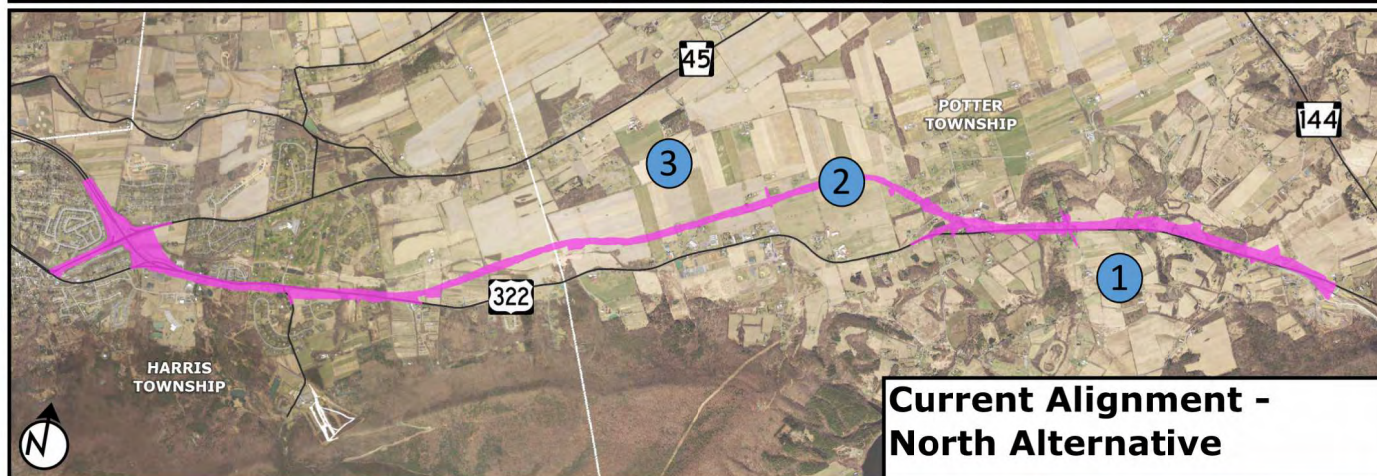 45
POTTER
TOWNSHIP
144
3
2
1
322
HARRIS
TOWNSHIP
N
Current Alignment -
North Alternative